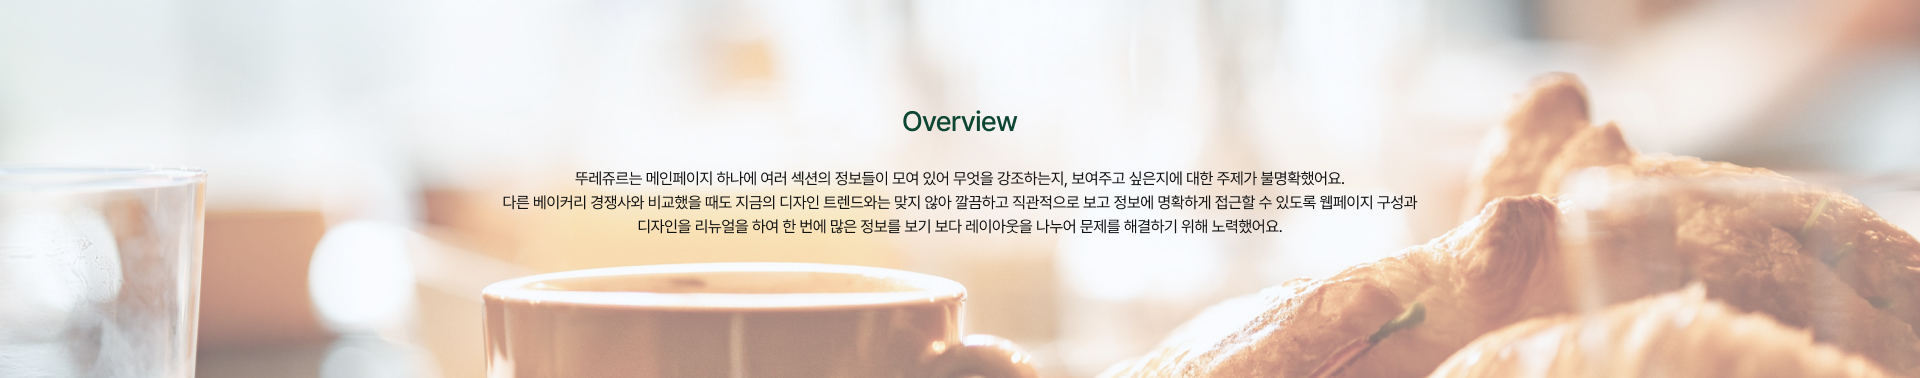 Overview
뚜레쥬르는 메인페이지 하나에 여러 섹션의 정보들이 모여 있어 무엇을 강조하는지, 보여주고 싶은지에 대한 주제가 불명확했어요.
다른 베이커리 경쟁사와 비교했을 때도 지금의 디자인 트렌드와는 맞지 않아 깔끔하고 직관적으로 보고 정보에 명확하게 접근할 수 있도록 웹페이지 구성과
디자인을 리뉴얼을 하여 한 번에 많은 정보를 보기 보다 레이아웃을 나누어 문제를 해결하기 위해 노력했어요.